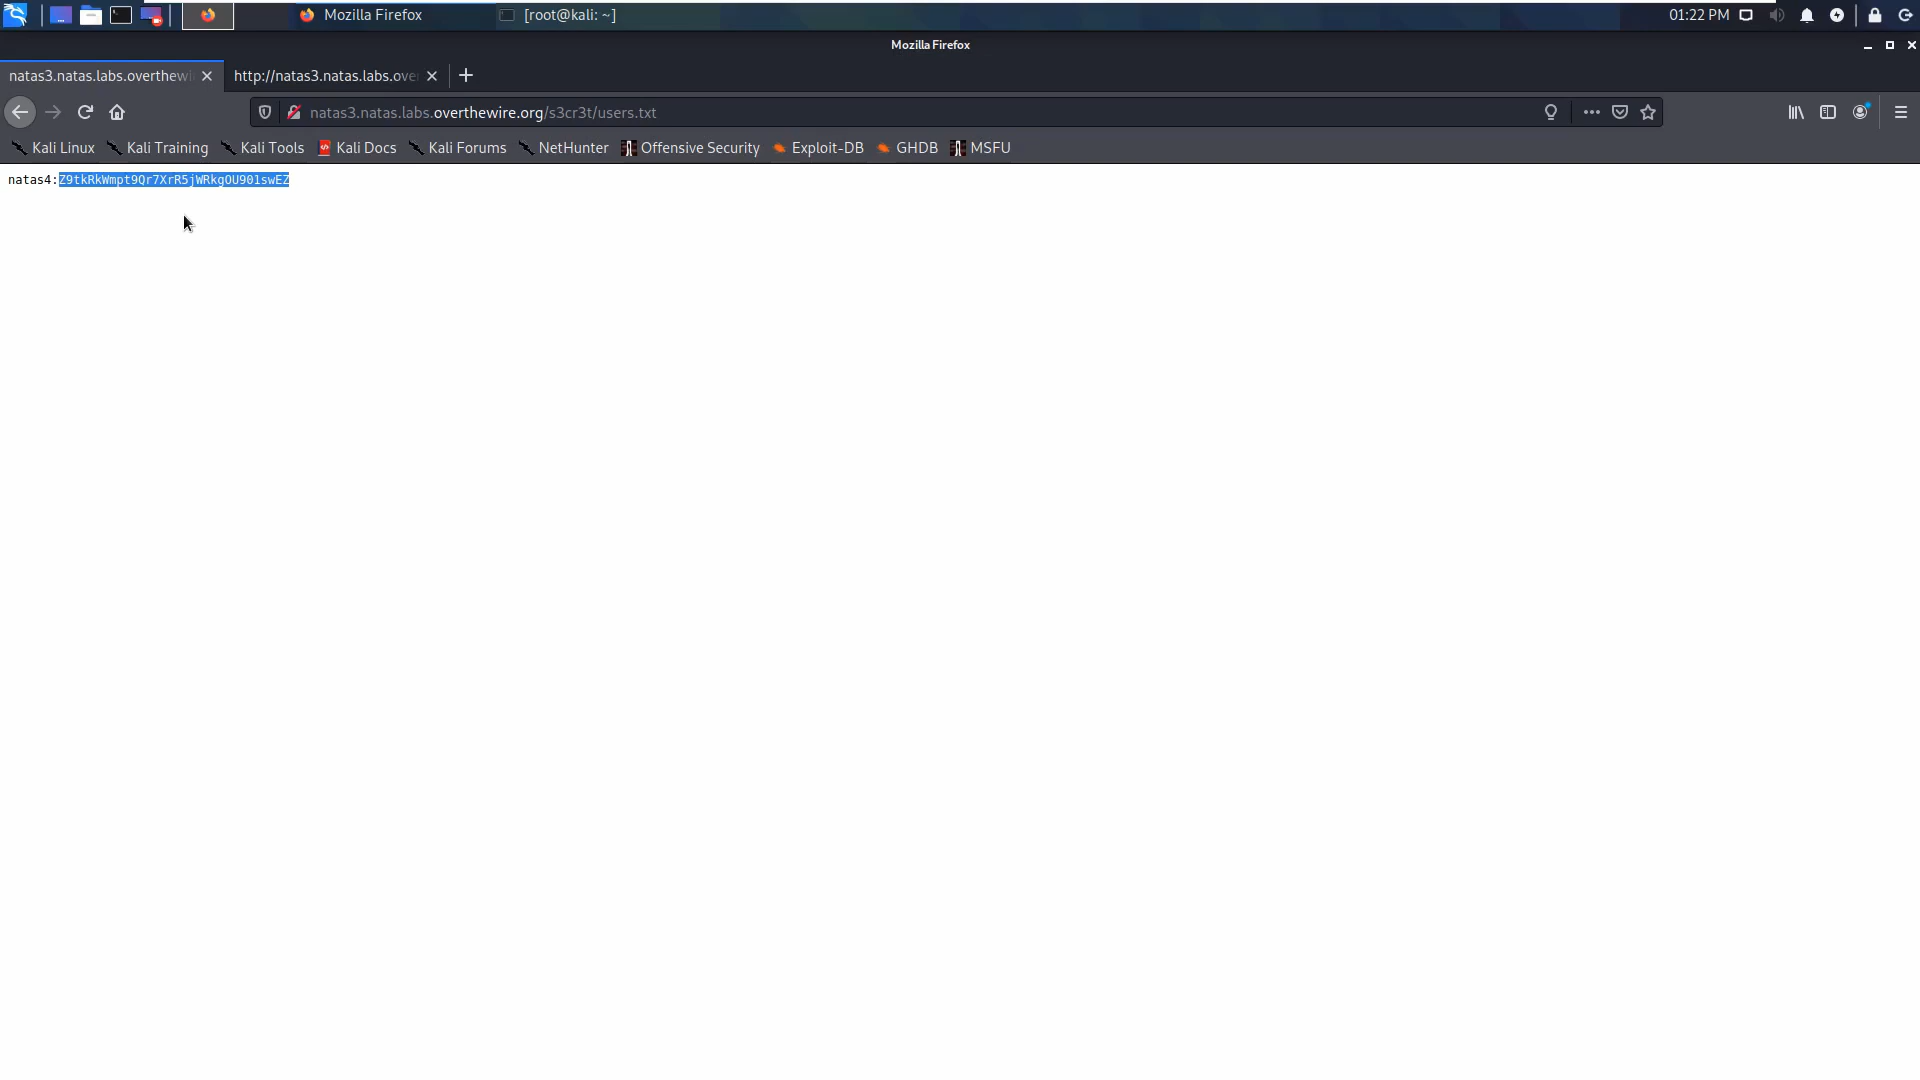 Mozilla Firefox
[root@kali: ~]
01:22 PM
Mozilla Firefox
natas3.natas.labs.overthewi
http://natas3.natas.labs.ove
natas3.natas.labs.overthewire.org/s3cr3t/users.txt
Kali Linux
Kali Training
Kali Tools
Kali Docs
Kali Forums
NetHunter
Offensive Security
Exploit-DB
GHDB
MSFU
natas4:Z9tkRkWmpt9Qr7XrR5jWRkgOU901swEZ